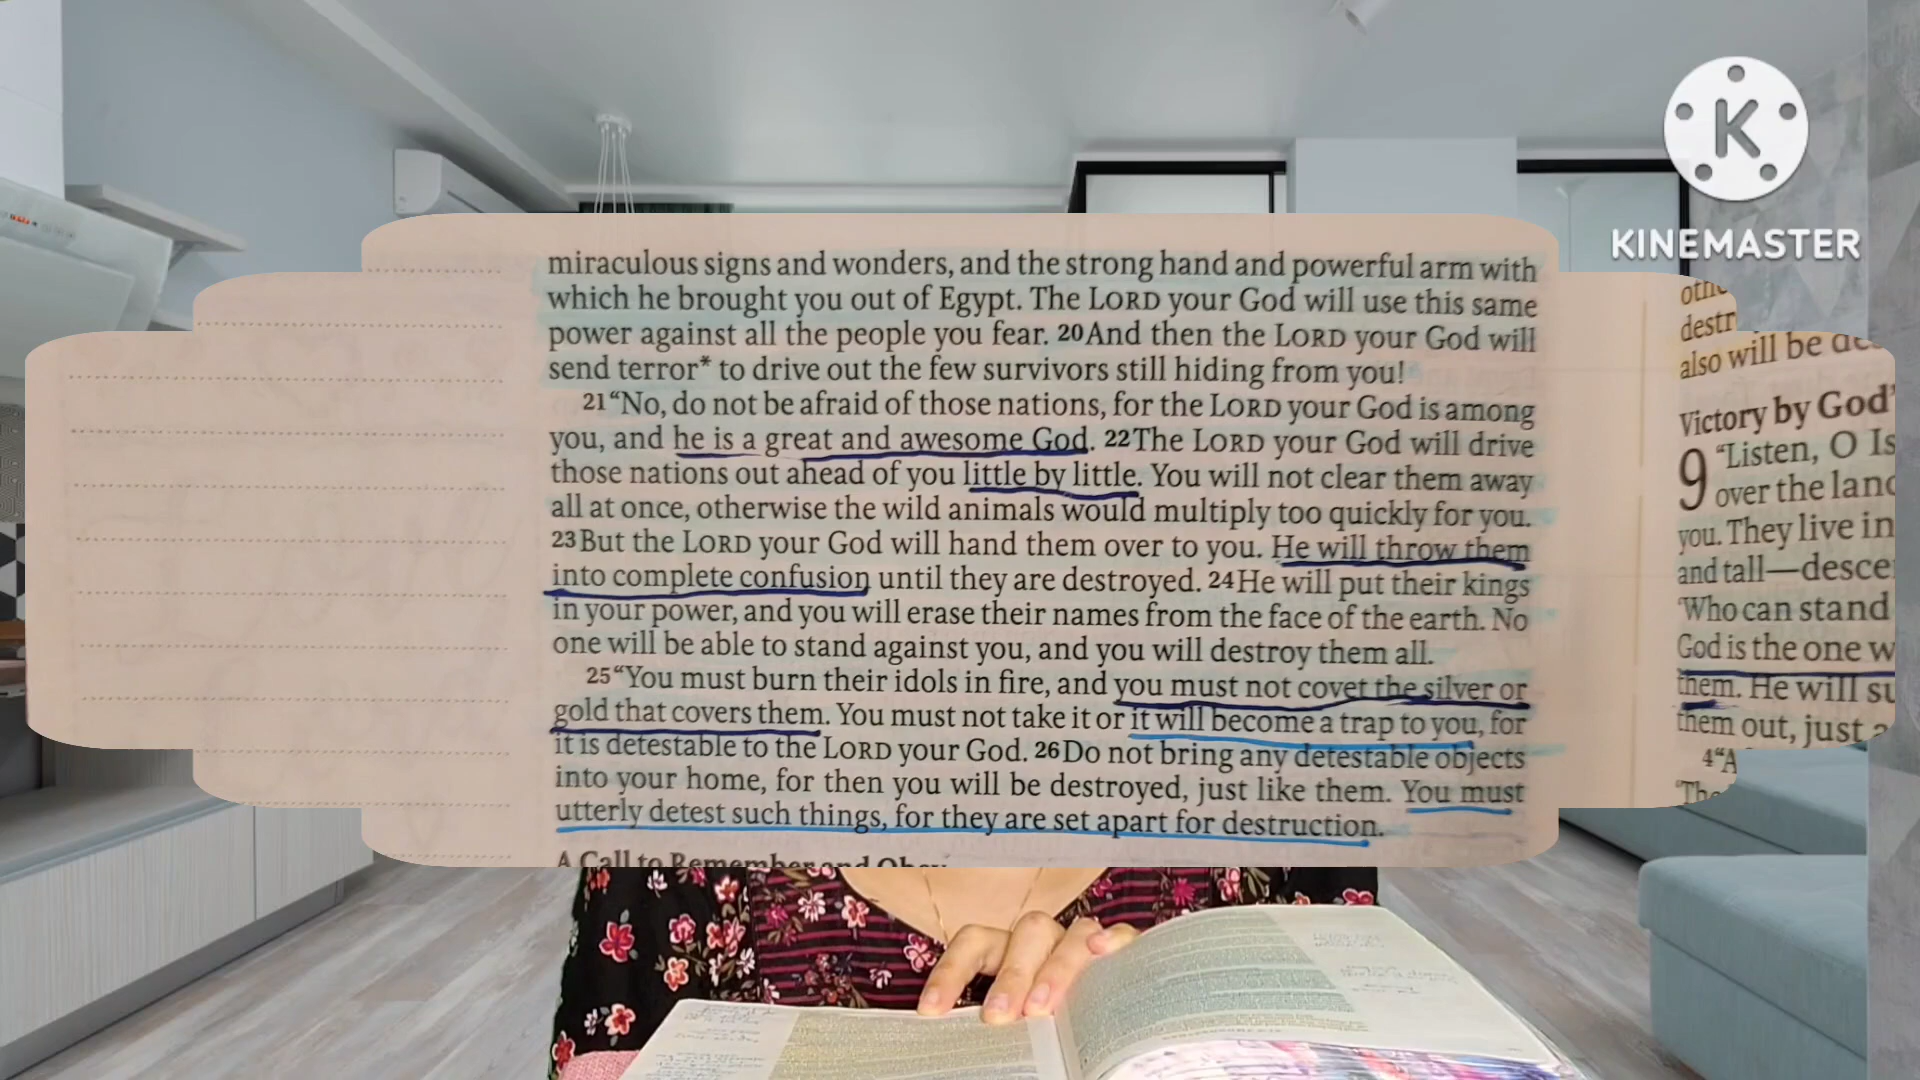 KINEMASTER
miraculous signs and wonders, and the strong hand and powerful arm with
which he brought you out of Egypt. The LORD your God will use this same
power against all the people you fear. 20And then the LORD your God will
send terror* to drive out the few survivors still hiding from you!
21“No, do not be afraid of those nations, for the LORD your God is among
you, and he is a great and awesome God. 22The LORD your God will drive
those nations out ahead of you little by little. You will not clear them away
all at once, otherwise the wild animals would multiply too quickly for you.
23But the LORD your God will hand them over to you. He will throw them
into complete confusion until they are destroyed. 24He will put their kings
in your power, and you will erase their names from the face of the earth. No
one will be able to stand against you, and you will destroy them all.
25“You must burn their idols in fire, and you must not covet the silver or
gold that covers them. You must not take it or it will become a trap to you, for
it is detestable to the LORD your God. 26Do not bring any detestable objects
into your home, for then you will be destroyed, just like them. You must
utterly detest such things, for they are set apart for destruction.
A Call to Remember and Obey
also will be
Victory by God’
9 “Listen, O Is
over the land
you. They live in
and tall—desce
‘Who can stand
God is the one w
them. He will su
them out, just a
4“A